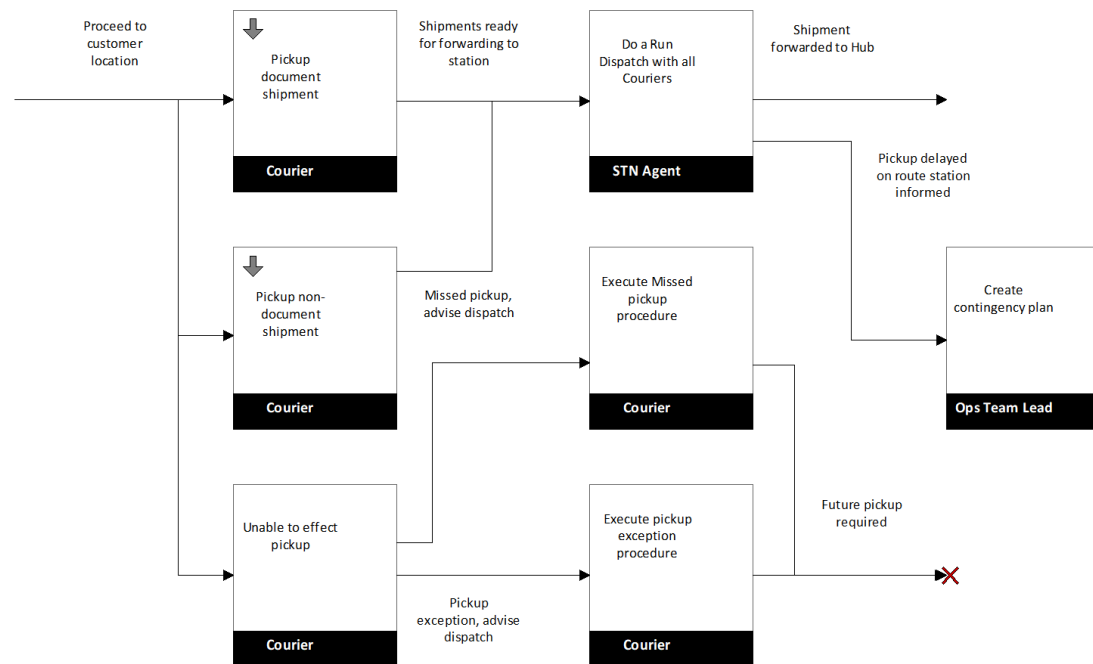 Proceed to
customer
location
Pickup
document
shipment
Courier
Shipments ready
for forwarding to
station
Do a Run
Dispatch with all
Couriers
STN Agent
Shipment
forwarded to Hub
Pickup delayed
on route station
informed
Pickup non-
document
shipment
Courier
Missed pickup,
advise dispatch
Execute Missed
pickup
procedure
Courier
Create
contingency plan
Ops Team Lead
Unable to effect
pickup
Courier
Pickup
exception, advise
dispatch
Execute pickup
exception
procedure
Courier
Future pickup
required